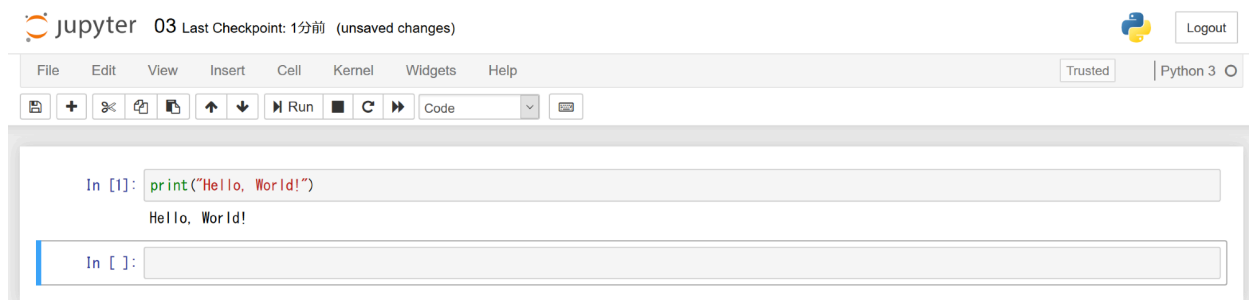 jupyter 03 Last Checkpoint: 1分前 (unsaved changes) Logout
File Edit View Insert Cell Kernel Widgets Help Trusted Python 3
Run Code
In [1]: print("Hello, World!")
Hello, World!
In [ ]: